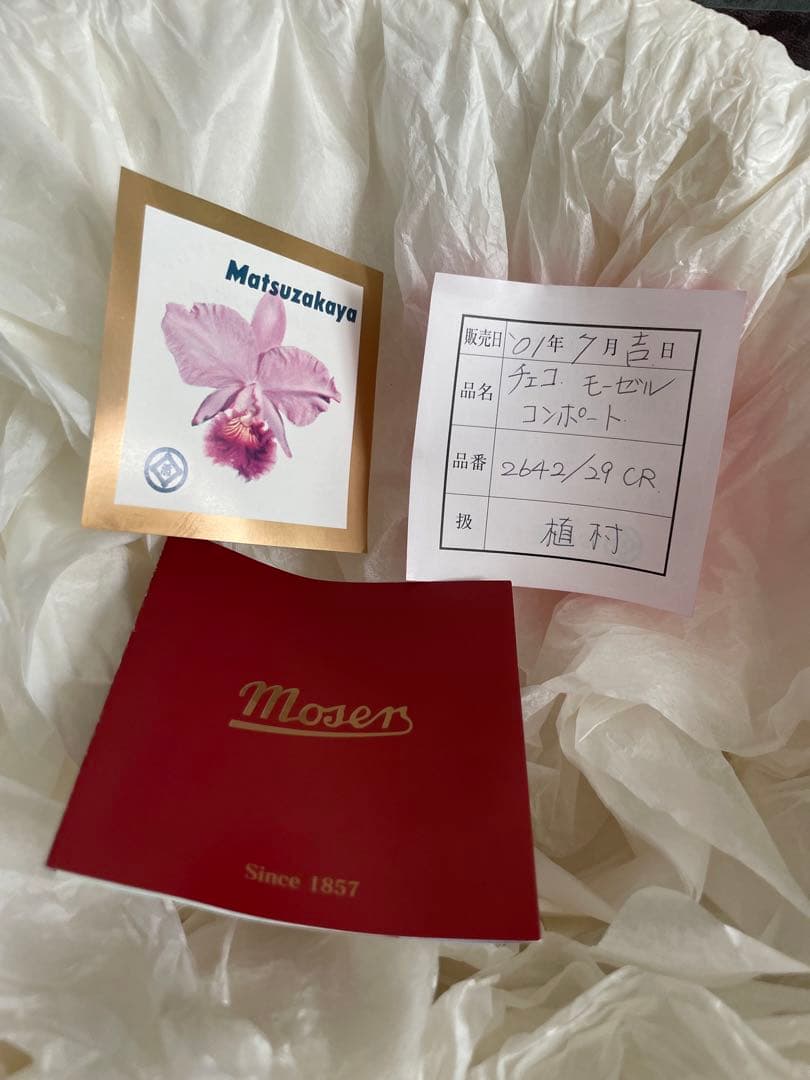 Matsuzakaya
販売日 '01年7月吉日
品名 チェコ. モーゼル
コンポート.
品番 2642/29 CR.
扱 植村
Moser
Since 1857